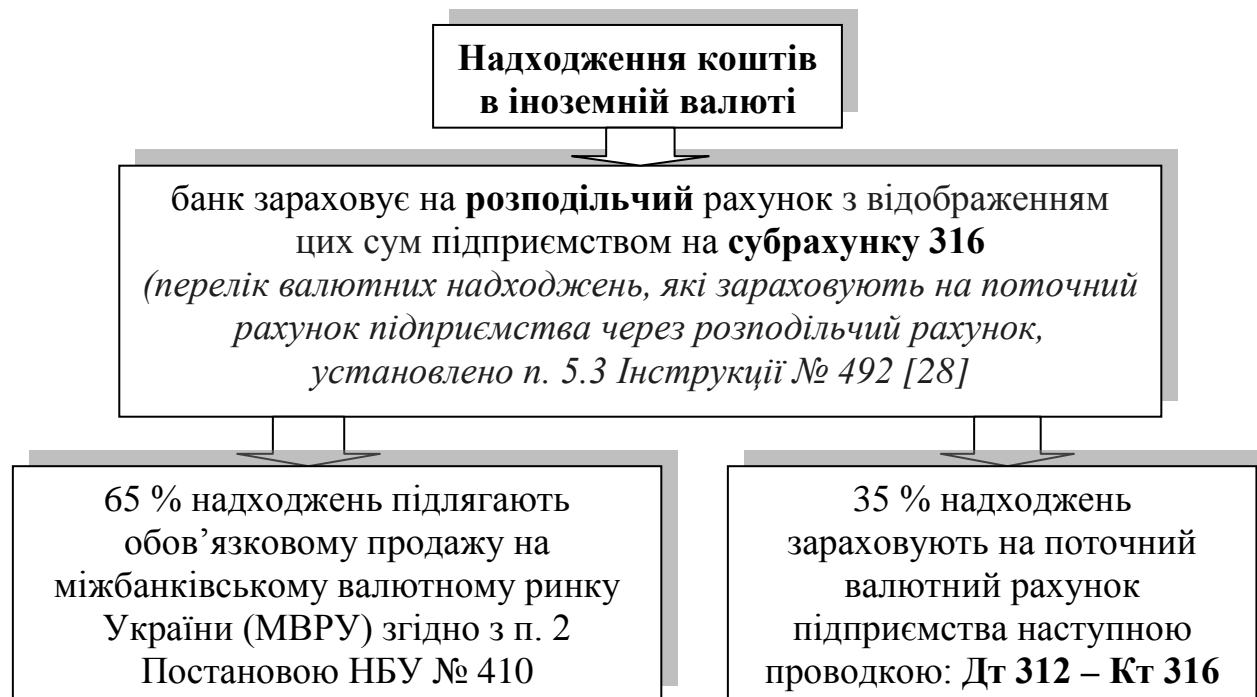 Надходження коштів
в іноземній валюті
банк зараховує на розподільчий рахунок з відображенням
цих сум підприємством на субрахунку 316
(перелік валютних надходжень, які зараховують на поточний
рахунок підприємства через розподільчий рахунок,
установлено п. 5.3 Інструкції № 492 [28]
65 % надходжень підлягають
обов’язковому продажу на
міжбанківському валютному ринку
України (МВРУ) згідно з п. 2
Постановою НБУ № 410
35 % надходжень
зараховують на поточний
валютний рахунок
підприємства наступною
проводкою: Дт 312 – Кт 316